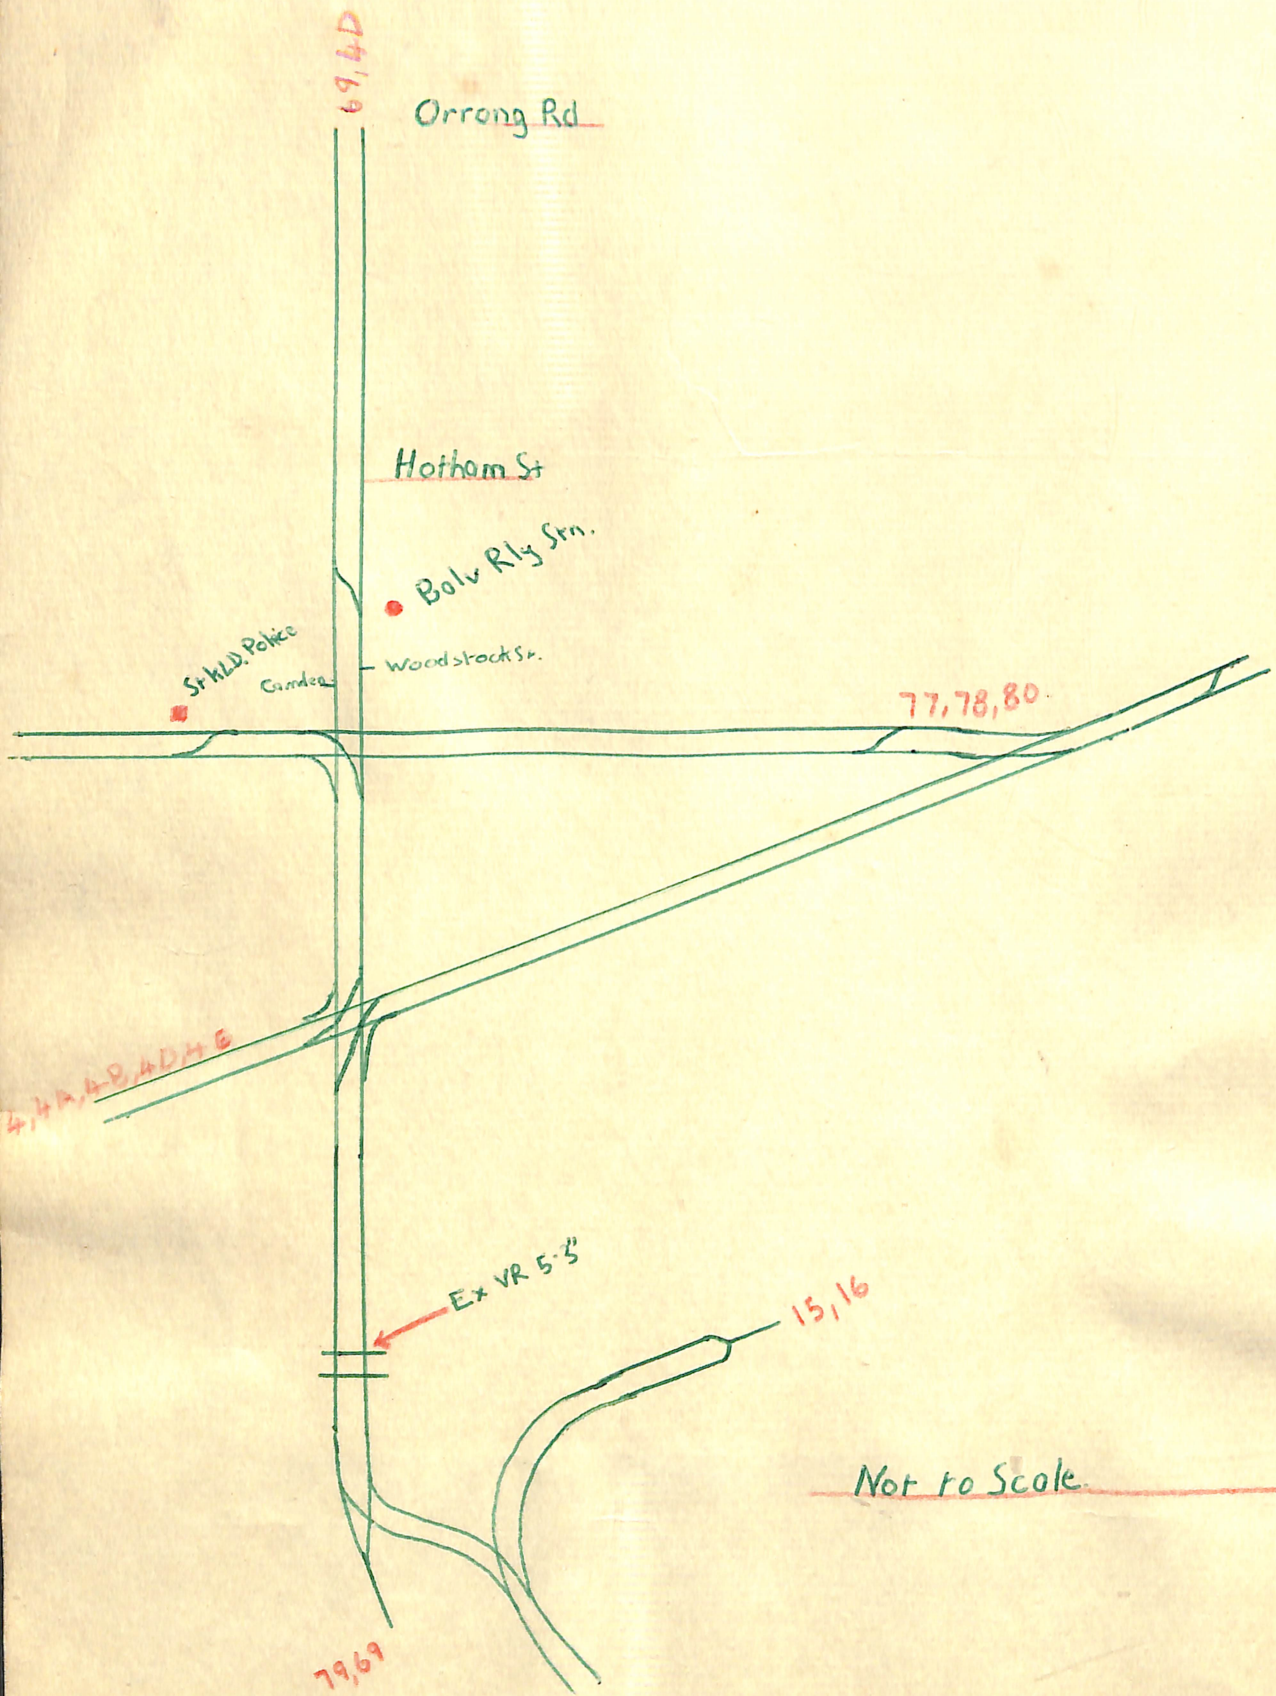 69, 4D
Orrong Rd
Hotham St
Balv Rly Stn.
St KLD. Police
Woodstock St.
Camden
77, 78, 80
4, 4A, 4B, 4D, 4E
Ex VR 5'3"
15, 16
Not to Scale
79, 69